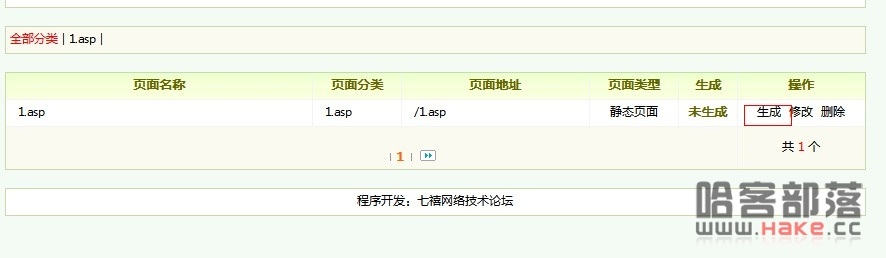 全部分类 | 1.asp |
页面名称 页面分类 页面地址 页面类型 生成 操作
1.asp 1.asp /1.asp 静态页面 未生成 生成 修改 删除
| 1 | 共 1 个
程序开发：七禧网络技术论坛
哈客部落
www.Hake.cc